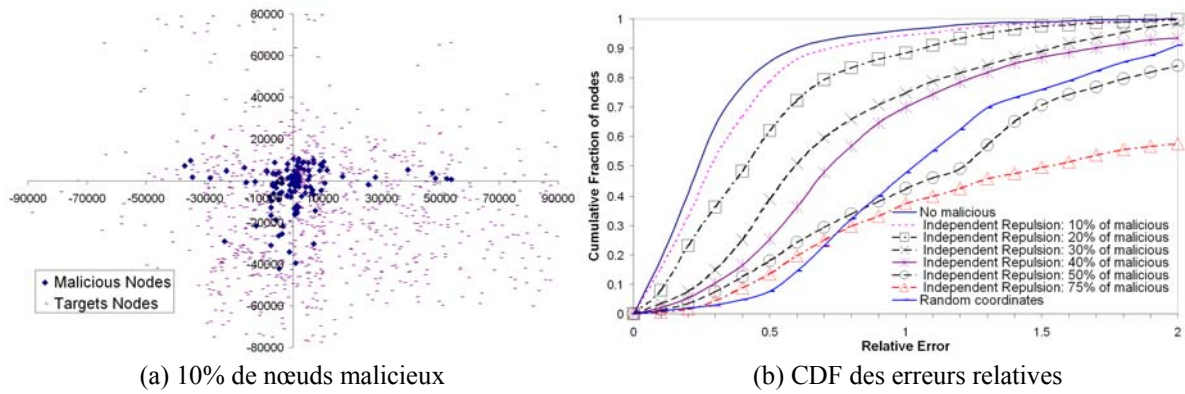 80000
60000
40000
20000
0
-90000 -70000 -50000 -30000 -10000 10000 30000 50000 70000 90000
-20000
-40000
-60000
-80000
Malicious Nodes
Targets Nodes
(a) 10% de nœuds malicieux
Cumulative Fraction of nodes
1
0.9
0.8
0.7
0.6
0.5
0.4
0.3
0.2
0.1
0
No malicious
Independent Repulsion: 10% of malicious
Independent Repulsion: 20% of malicious
Independent Repulsion: 30% of malicious
Independent Repulsion: 40% of malicious
Independent Repulsion: 50% of malicious
Independent Repulsion: 75% of malicious
Random coordinates
0 0.5 1 1.5 2
Relative Error
(b) CDF des erreurs relatives